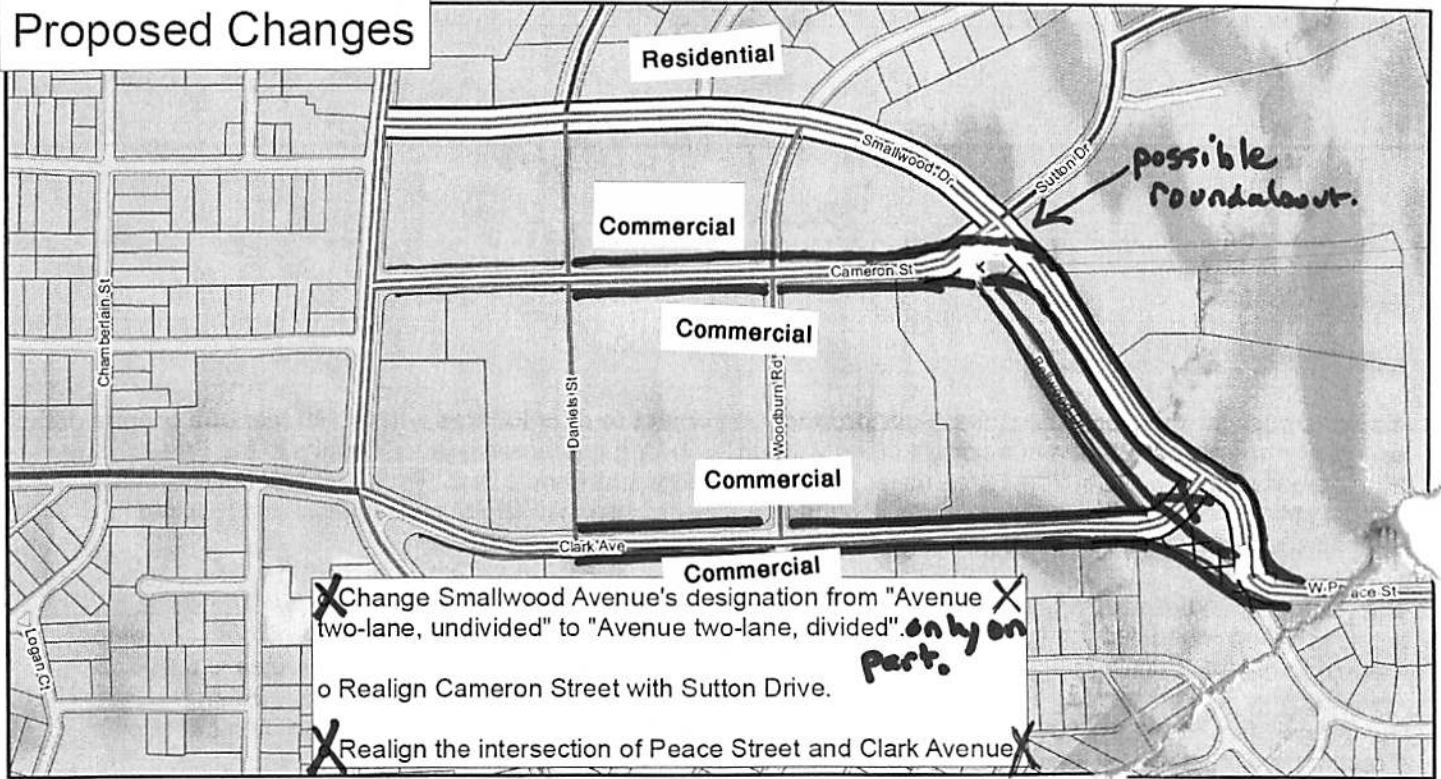 Proposed Changes
Residential
Smallwood Dr
Sutton Dr
possible
roundabout.
Commercial
Cameron St
Chamberlain St
Commercial
Daniels St
Woodburn Rd
Commercial
Clark Ave
Commercial
W Peace St
Logan Ct
o Change Smallwood Avenue's designation from "Avenue
two-lane, undivided" to "Avenue two-lane, divided". only on
part.
o Realign Cameron Street with Sutton Drive.
o Realign the intersection of Peace Street and Clark Avenue